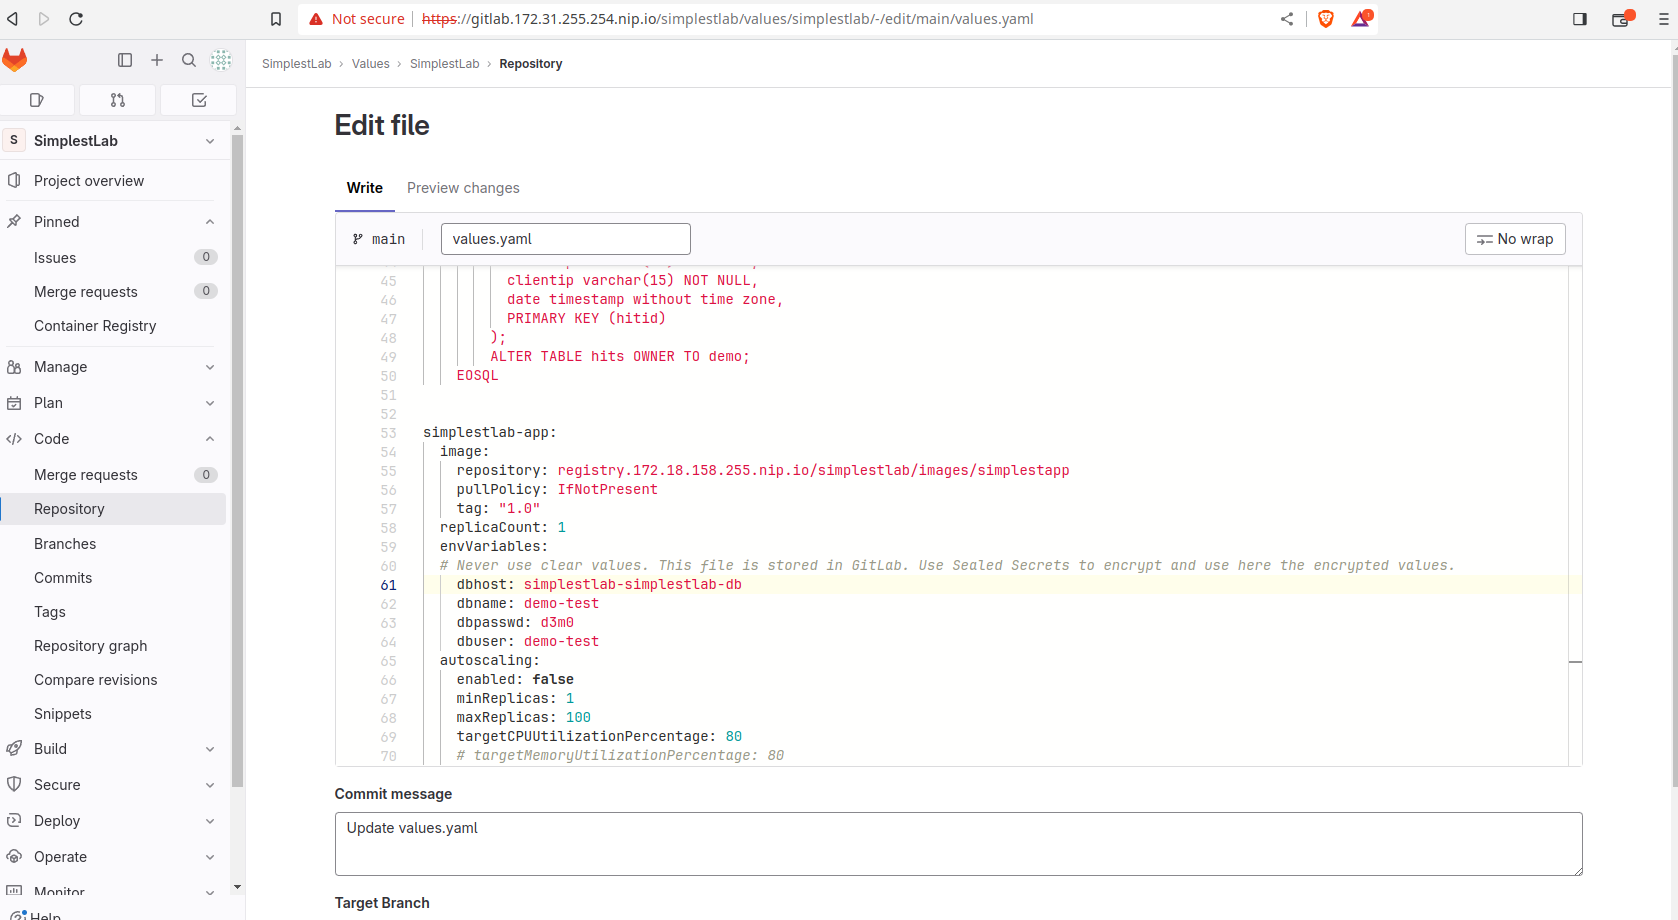 Not secure https://gitlab.172.31.255.254.nip.io/simplestlab/values/simplestlab/-/edit/main/values.yaml
SimplestLab › Values › SimplestLab › Repository
S SimplestLab
Project overview
Pinned
Issues 0
Merge requests 0
Container Registry
Manage
Plan
Code
Merge requests 0
Repository
Branches
Commits
Tags
Repository graph
Compare revisions
Snippets
Build
Secure
Deploy
Operate
Monitor
Help
Edit file
Write Preview changes
main values.yaml No wrap
45 clientip varchar(15) NOT NULL,
46 date timestamp without time zone,
47 PRIMARY KEY (hitid)
48 );
49 ALTER TABLE hits OWNER TO demo;
50 EOSQL
51
52
53 simplestlab-app:
54 image:
55 repository: registry.172.18.158.255.nip.io/simplestlab/images/simplestapp
56 pullPolicy: IfNotPresent
57 tag: "1.0"
58 replicaCount: 1
59 envVariables:
60 # Never use clear values. This file is stored in GitLab. Use Sealed Secrets to encrypt and use here the encrypted values.
61 dbhost: simplestlab-simplestlab-db
62 dbname: demo-test
63 dbpasswd: d3m0
64 dbuser: demo-test
65 autoscaling:
66 enabled: false
67 minReplicas: 1
68 maxReplicas: 100
69 targetCPUUtilizationPercentage: 80
70 # targetMemoryUtilizationPercentage: 80
Commit message
Update values.yaml
Target Branch